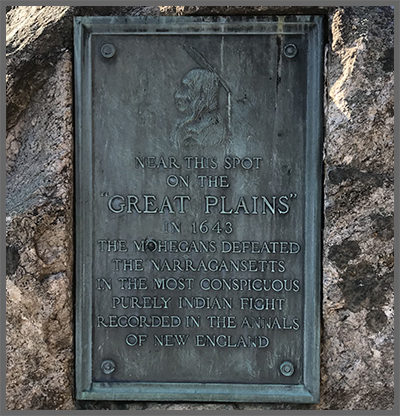 NEAR THIS SPOT
ON THE
"GREAT PLAINS"
IN 1643
THE MOHEGANS DEFEATED
THE NARRAGANSETTS
IN THE MOST CONSPICUOUS
PURELY INDIAN FIGHT
RECORDED IN THE ANNALS
OF NEW ENGLAND